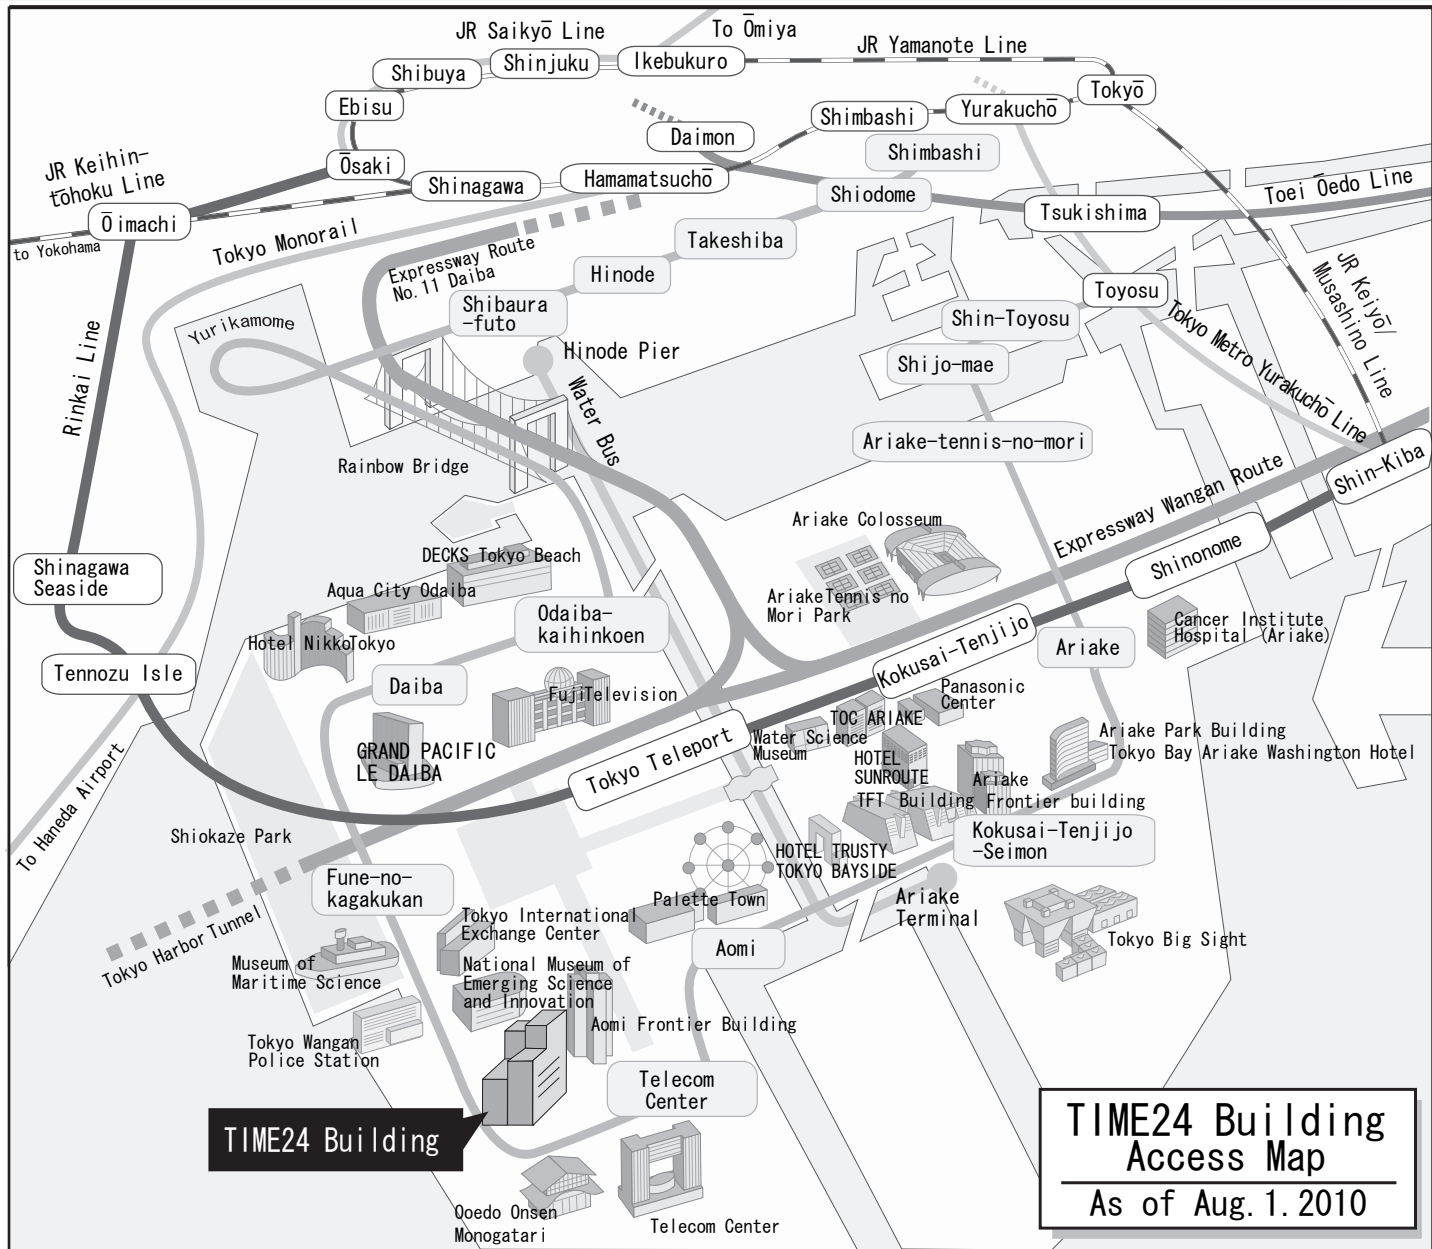 JR Saikyō Line
To Ōmiya
JR Yamanote Line
Shibuya
Shinjuku
Ikebukuro
Ebisu
Tokyō
Yurakuchō
Shimbashi
Daimon
Shimbashi
JR Keihin-
tōhoku Line
Ōsaki
Shinagawa
Hamamatsuchō
Shiodome
Tsukishima
Toei Ōedo Line
Ōimachi
to Yokohama
Tokyo Monorail
Expressway Route
No.11 Daiba
Takeshiba
Hinode
Shibaura
-futo
Yurikamome
Hinode Pier
Water Bus
Rinkai Line
Rainbow Bridge
Toyosu
Shin-Toyosu
Shijo-mae
JR Keiyō/
Musashino Line
Tokyo Metro Yurakuchō Line
Ariake-tennis-no-mori
Shin-Kiba
Expressway Wangan Route
Shinonome
Ariake Colosseum
AriakeTennis no
Mori Park
DECKS Tokyo Beach
Aqua City Odaiba
Hotel NikkoTokyo
Odaiba-
kaihinkoen
Shinagawa
Seaside
Tennozu Isle
Daiba
FujiTelevision
GRAND PACIFIC
LE DAIBA
Kokusai-Tenjijo
Ariake
Cancer Institute
Hospital (Ariake)
Panasonic
Center
TOC ARIAKE
Water Science
Museum
HOTEL
SUNROUTE
Ariake Park Building
Tokyo Bay Ariake Washington Hotel
Ariake
Frontier building
TFT Building
Tokyo Teleport
To Haneda Airport
Shiokaze Park
Kokusai-Tenjijo
-Seimon
HOTEL TRUSTY
TOKYO BAYSIDE
Ariake
Terminal
Fune-no-
kagakukan
Palette Town
Tokyo International
Exchange Center
Tokyo Harbor Tunnel
Aomi
Tokyo Big Sight
Museum of
Maritime Science
National Museum of
Emerging Science
and Innovation
Aomi Frontier Building
Tokyo Wangan
Police Station
Telecom
Center
TIME24 Building
Ooedo Onsen
Monogatari
Telecom Center
TIME24 Building
Access Map
As of Aug.1.2010